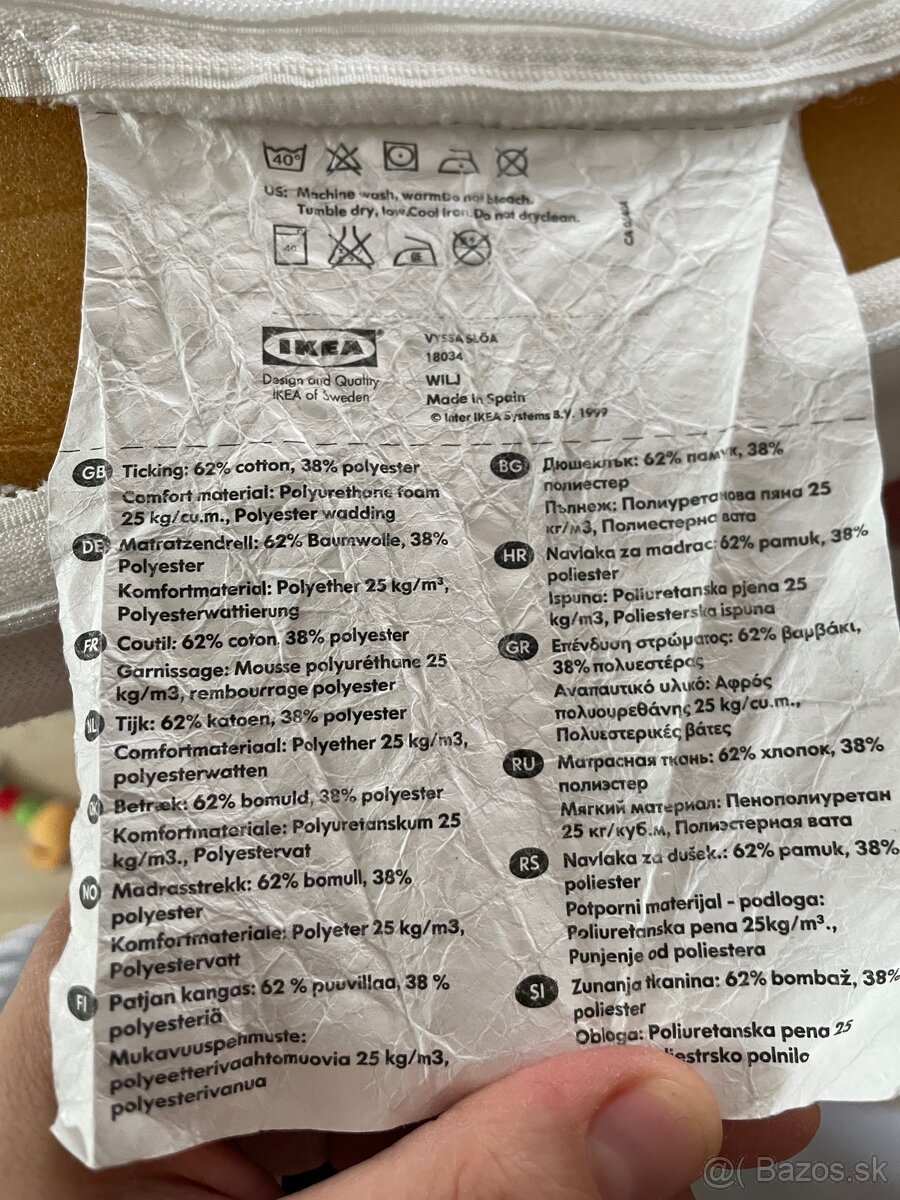 40°
US: Machine wash, warm Do not bleach.
Tumble dry, low. Cool iron. Do not dryclean.
40°
IKEA
Design and Quality
IKEA of Sweden
VYSSA SLÖA
18034
WILJ
Made in Spain
© Inter IKEA Systems B.V. 1999
GB Ticking: 62% cotton, 38% polyester
Comfort material: Polyurethane foam
25 kg/cu.m., Polyester wadding
DE Matratzendrell: 62% Baumwolle, 38%
Polyester
Komfortmaterial: Polyether 25 kg/m³,
Polyesterwattierung
FR Coutil: 62% coton, 38% polyester
Garnissage: Mousse polyuréthane 25
kg/m3, rembourrage polyester
NL Tijk: 62% katoen, 38% polyester
Comfortmateriaal: Polyether 25 kg/m3,
polyesterwatten
DK Betræk: 62% bomuld, 38% polyester
Komfortmateriale: Polyuretanskum 25
kg/m3., Polyestervat
NO Madrasstrekk: 62% bomull, 38%
polyester
Komfortmateriale: Polyeter 25 kg/m3,
Polyestervatt
FI Patjan kangas: 62 % puuvillaa, 38 %
polyesteriä
Mukavuuspehmuste:
polyeetterivaahtomuovia 25 kg/m3,
polyesterivanua
BG Дюшеклък: 62% памук, 38%
полиестер
Пълнеж: Полиуретанова пяна 25
кг/м3, Полиестерна вата
HR Navlaka za madrac: 62% pamuk, 38%
poliester
Ispuna: Poliuretanska pjena 25
kg/m3, Poliesterska ispuna
GR Επένδυση στρώματος: 62% βαμβάκι,
38% πολυεστέρας
Αναπαυτικό υλικό: Αφρός
πολυουρεθάνης 25 kg/cu.m.,
Πολυεστερικές βάτες
RU Матрасная ткань: 62% хлопок, 38%
полиэстер
Мягкий материал: Пенополиуретан
25 кг/куб.м, Полиэстерная вата
RS Navlaka za dušek.: 62% pamuk, 38%
poliester
Potporni materijal - podloga:
Poliuretanska pena 25kg/m³.,
Punjenje od poliestera
SI Zunanja tkanina: 62% bombaž, 38%
poliester
Obloga: Poliuretanska pena 25
liestrsko polnilo
@( Bazos.sk